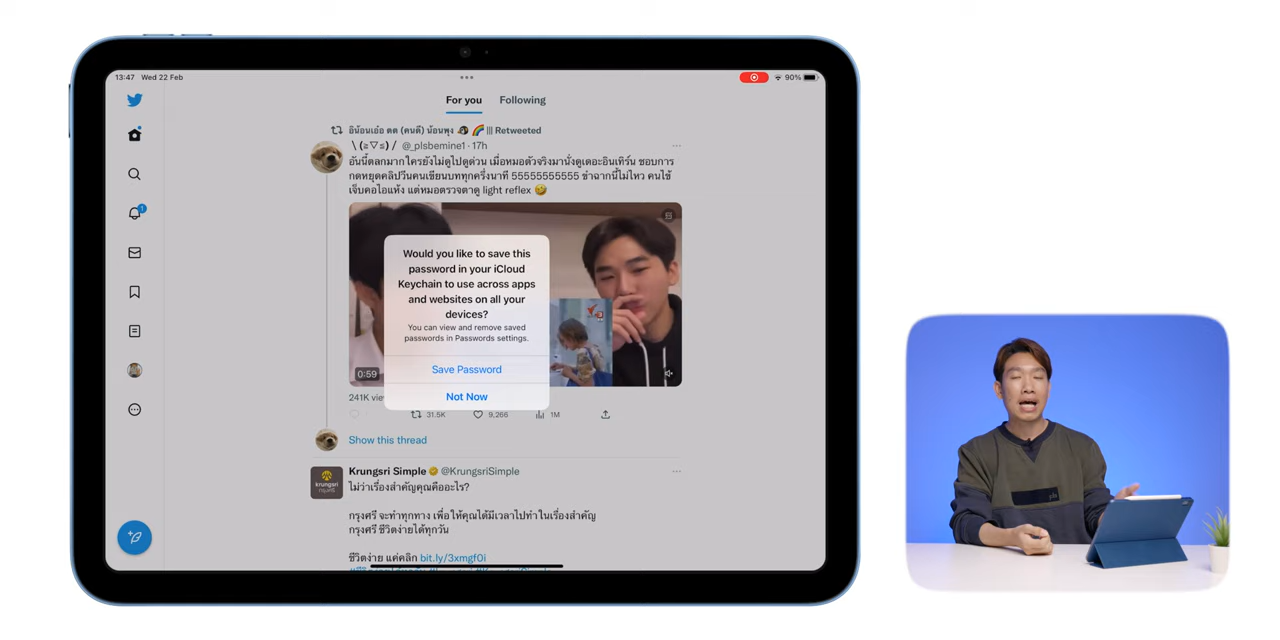 13:47 Wed 22 Feb
90%
For you Following
อิน้อนเอ๋อ ดต (คนดี) น้อนพุง ||| Retweeted
\ (≥▽≤) / @_plsbemine1 · 17h
อันนี้ตลกมาก ใครยังไม่ดูไปดูด่วน เมื่อหมอตัวจริงมานั่งดูเดอะอินเทิร์น ชอบการ
กดหยุดคลิปวีนคนเขียนบททุกครึ่งนาที 55555555555 ขำฉากนี้ไม่ไหว คนไข้
เจ็บคอไอแห้ง แต่หมอตรวจตาดู light reflex 🤣
Would you like to save this
password in your iCloud
Keychain to use across apps
and websites on all your
devices?
You can view and remove saved
passwords in Passwords settings.
Save Password
Not Now
0:59
241K
31.5K 9,266 1M
Show this thread
Krungsri Simple @KrungsriSimple
krungsri
กรุงศรี
ไม่ว่าเรื่องสำคัญคุณคืออะไร?
กรุงศรี จะทำทุกทาง เพื่อให้คุณได้มีเวลาไปทำในเรื่องสำคัญ
กรุงศรี ชีวิตง่ายได้ทุกวัน
ชีวิตง่าย แค่คลิก bit.ly/3xmgf0i
1
pls